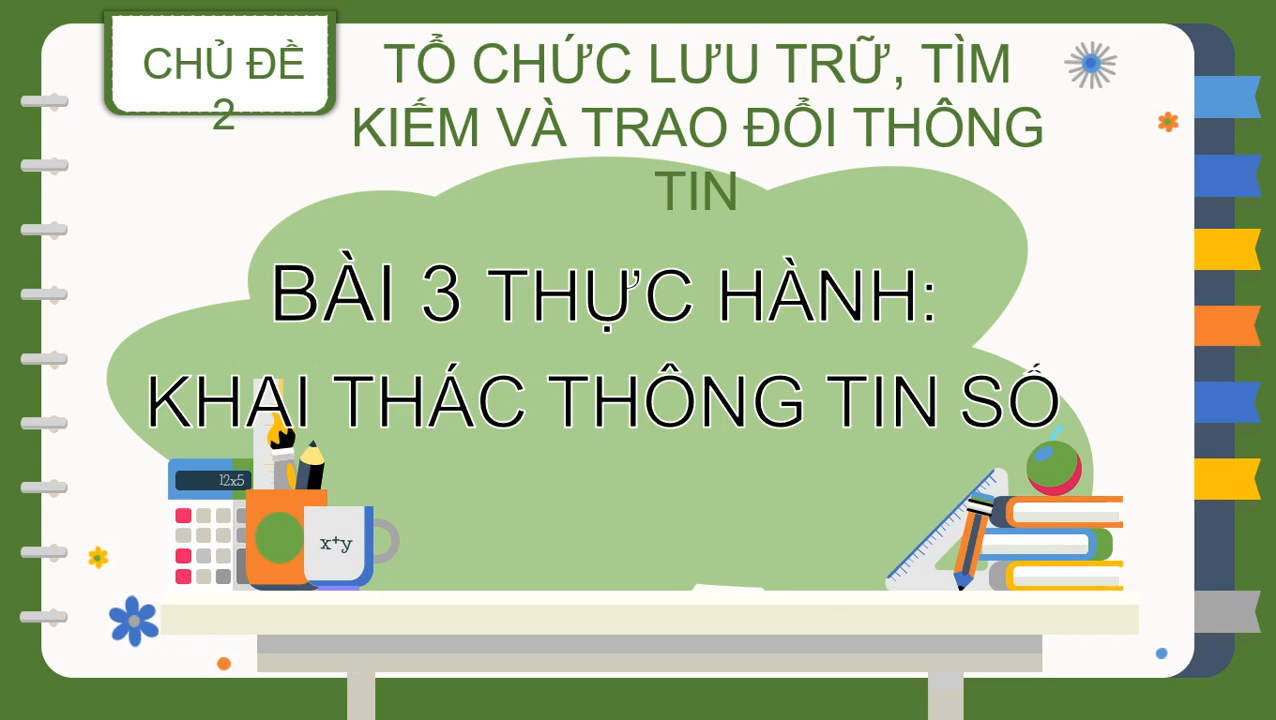 CHỦ ĐỀ
2
TỔ CHỨC LƯU TRỮ, TÌM
KIẾM VÀ TRAO ĐỔI THÔNG
TIN
BÀI 3 THỰC HÀNH:
KHAI THÁC THÔNG TIN SỐ
12x5
x+y